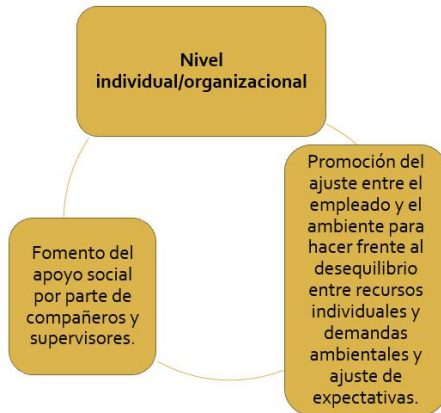 Nivel
individual/organizacional
Promoción del
ajuste entre el
empleado y el
ambiente para
hacer frente al
desequilibrio
entre recursos
individuales y
demandas
ambientales y
ajuste de
expectativas.
Fomento del
apoyo social
por parte de
compañeros y
supervisores.